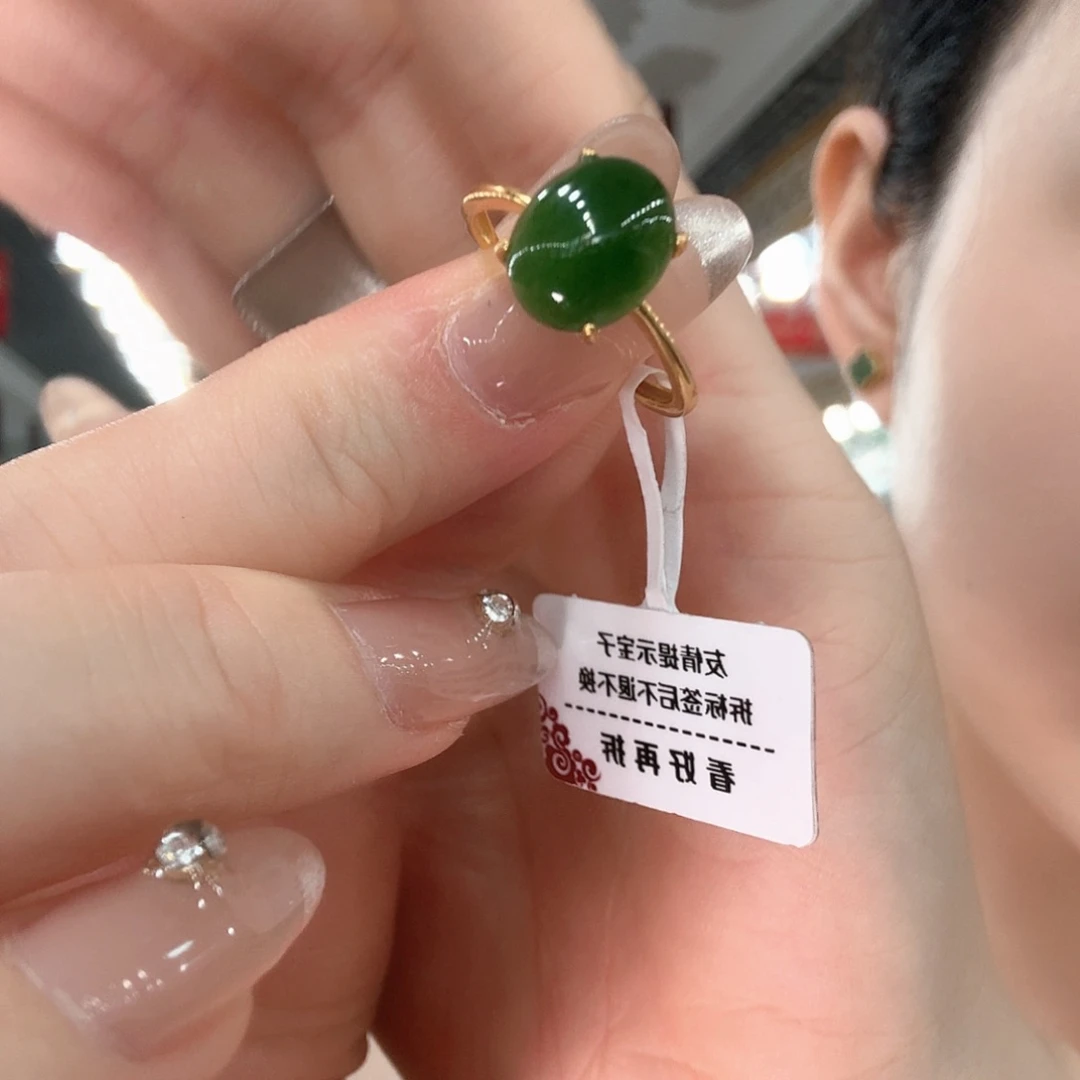 友情提示宝子
拆标签后不退不换
看好再拆